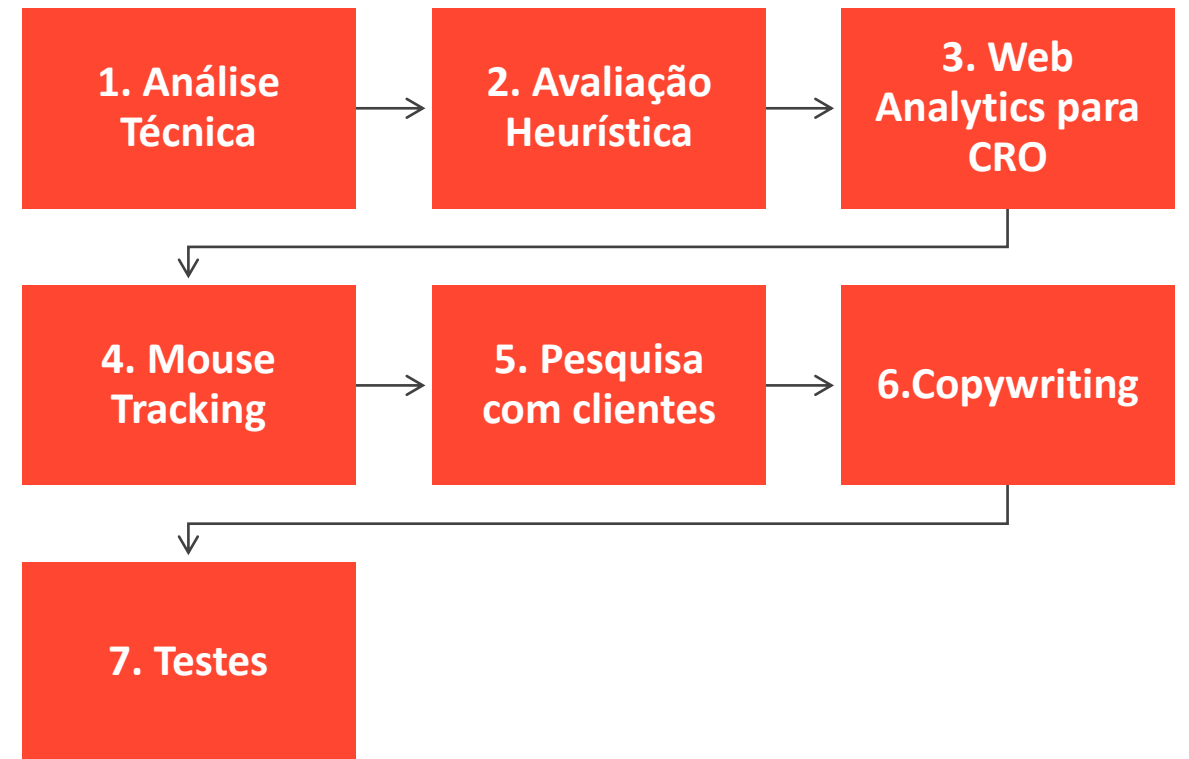 1. Análise
Técnica
2. Avaliação
Heurística
3. Web
Analytics para
CRO
4. Mouse
Tracking
5. Pesquisa
com clientes
6.Copywriting
7. Testes